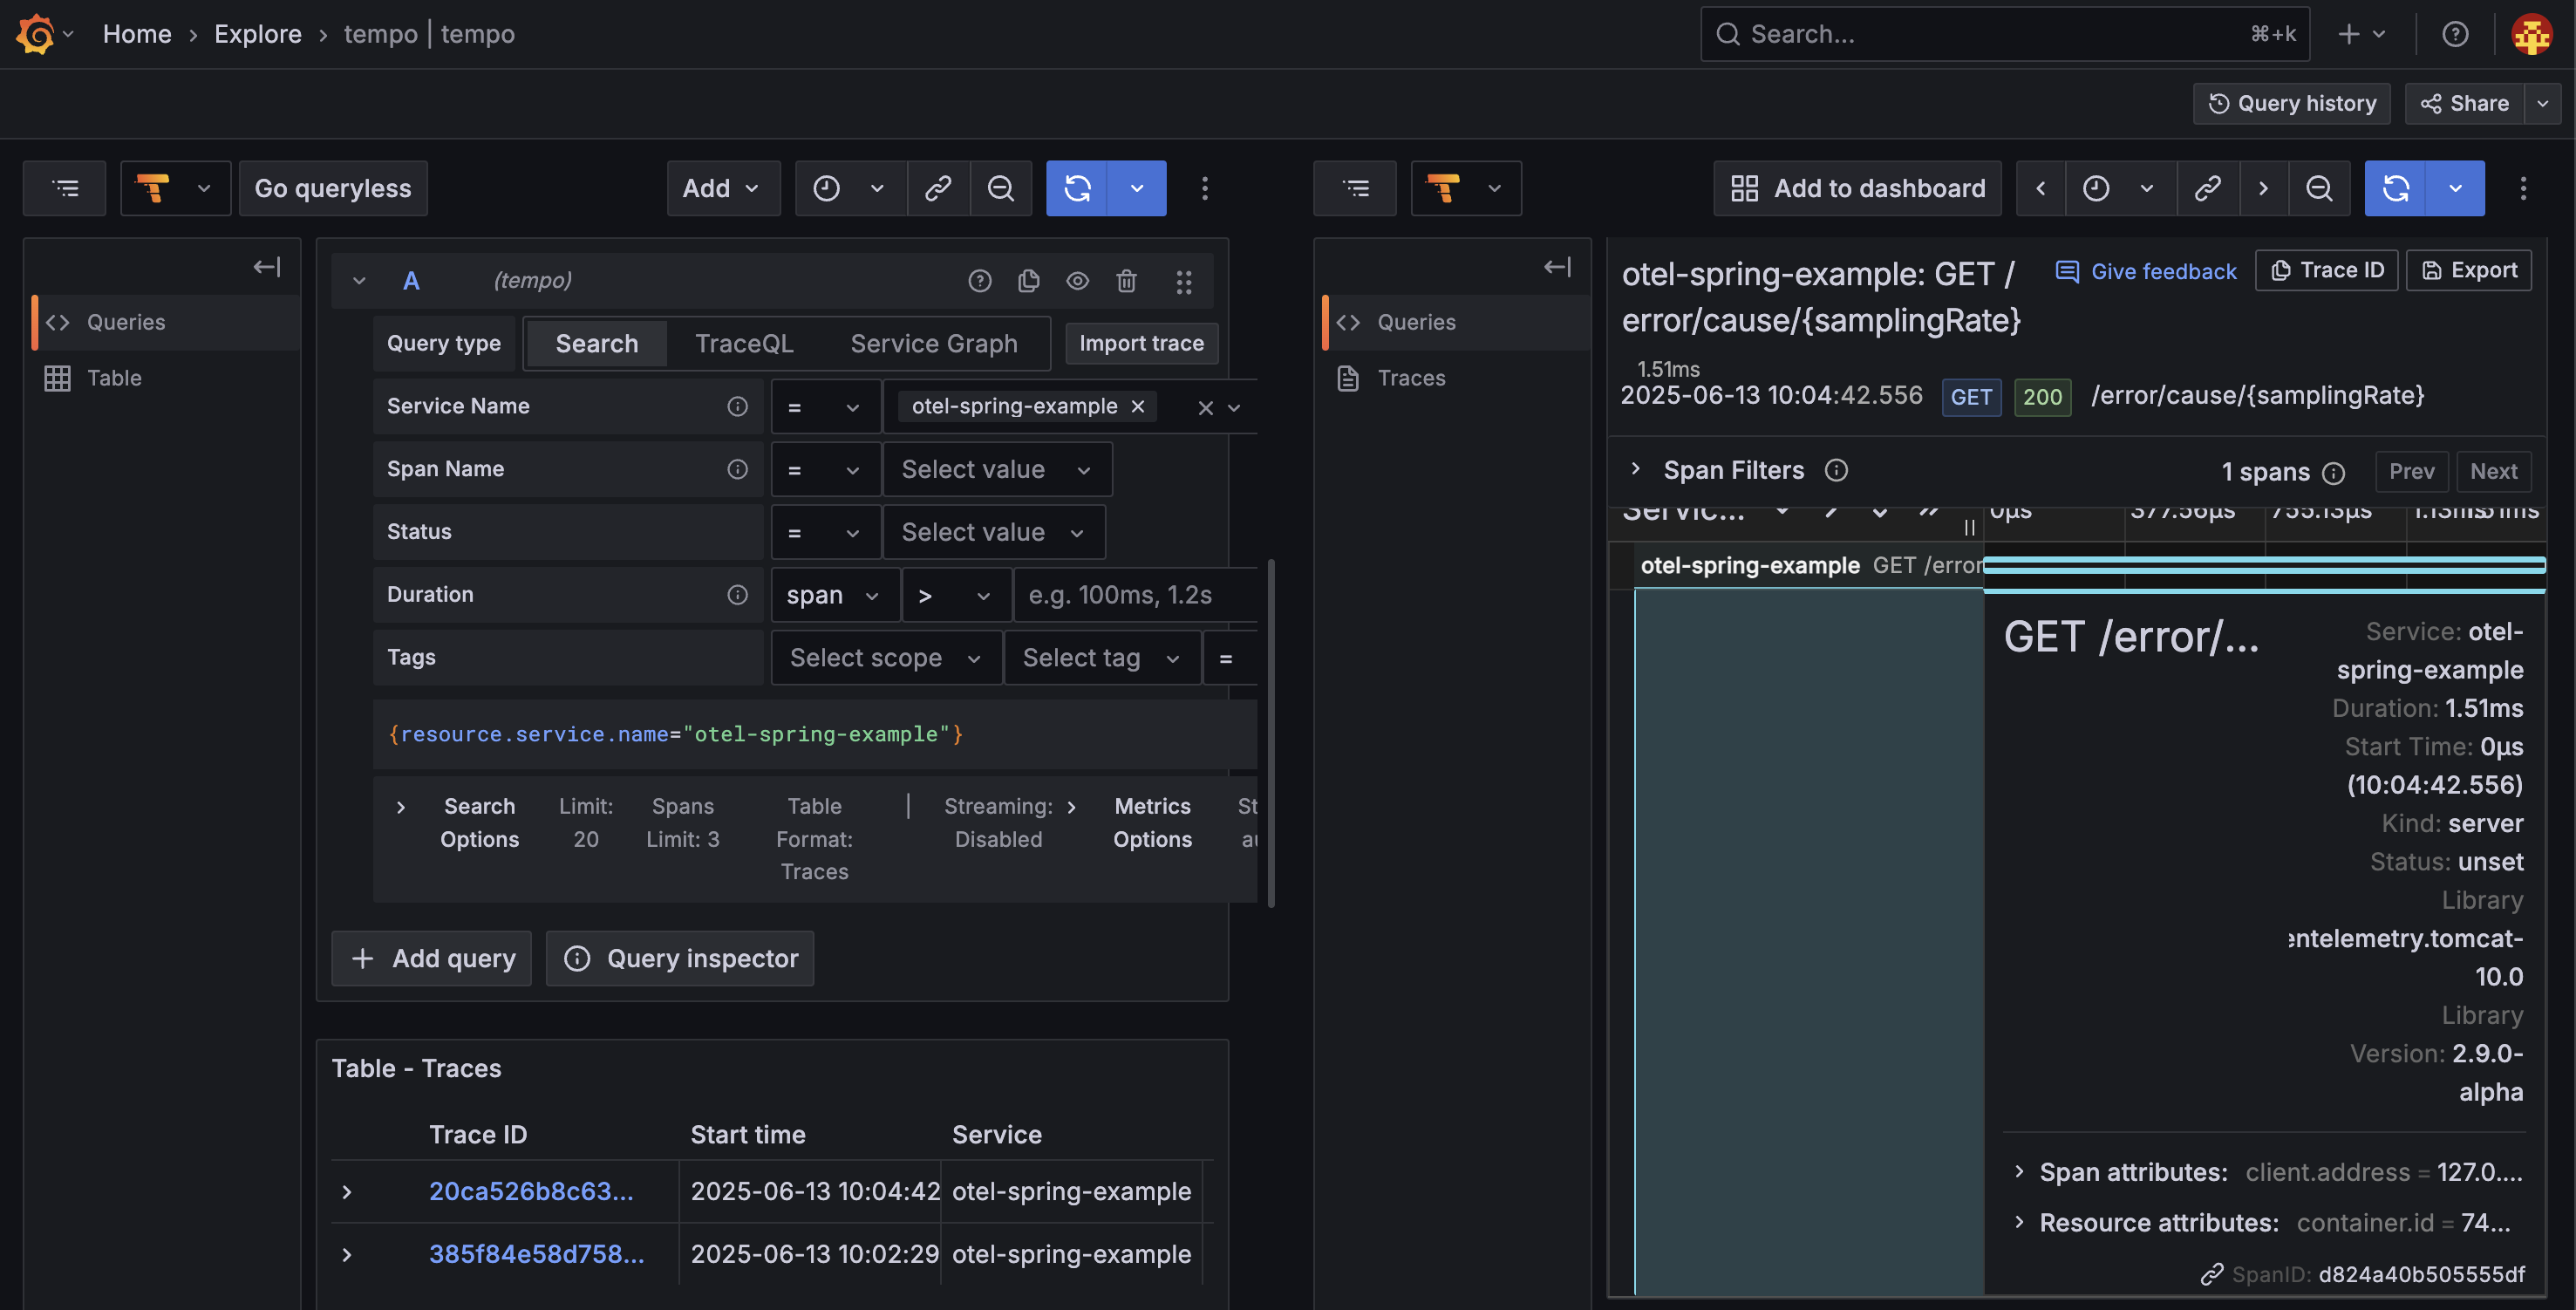 Home › Explore › tempo | tempo
Search...
⌘+k
Query history
Share
Go queryless
Add
Add to dashboard
Queries
Table
A
(tempo)
Query type
Search
TraceQL
Service Graph
Import trace
Service Name
=
otel-spring-example
Span Name
=
Select value
Status
=
Select value
Duration
span
>
e.g. 100ms, 1.2s
Tags
Select scope
Select tag
=
{resource.service.name="otel-spring-example"}
Search Options
Limit: 20
Spans Limit: 3
Table Format: Traces
|
Streaming: Disabled
Metrics Options
+ Add query
Query inspector
Table - Traces
Trace ID
Start time
Service
20ca526b8c63...
2025-06-13 10:04:42
otel-spring-example
385f84e58d758...
2025-06-13 10:02:29
otel-spring-example
Queries
Traces
otel-spring-example: GET /
error/cause/{samplingRate}
Give feedback
Trace ID
Export
1.51ms
2025-06-13 10:04:42.556
GET
200
/error/cause/{samplingRate}
Span Filters
1 spans
Prev
Next
Servic...
0µs
377.56µs
755.13µs
otel-spring-example GET /error
GET /error/...
Service: otel-
spring-example
Duration: 1.51ms
Start Time: 0µs
(10:04:42.556)
Kind: server
Status: unset
Library
entelemetry.tomcat-
10.0
Library
Version: 2.9.0-
alpha
Span attributes: client.address = 127.0....
Resource attributes: container.id = 74...
SpanID: d824a40b505555df